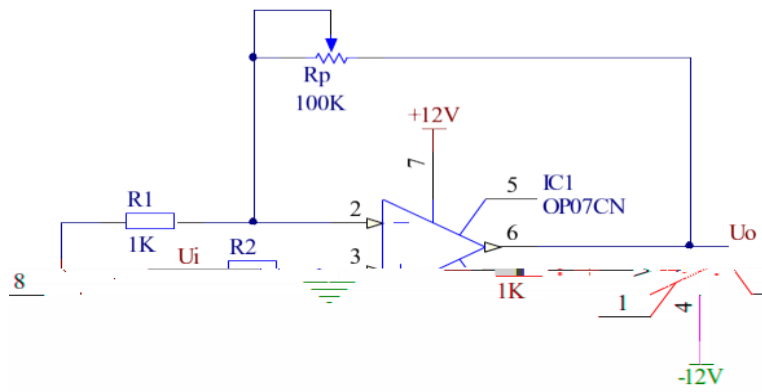 Rp
100K
+12V
7
5 IC1
OP07CN
R1
2
6
Uo
1K
Ui R2
3
8
1K
1
4
-12V